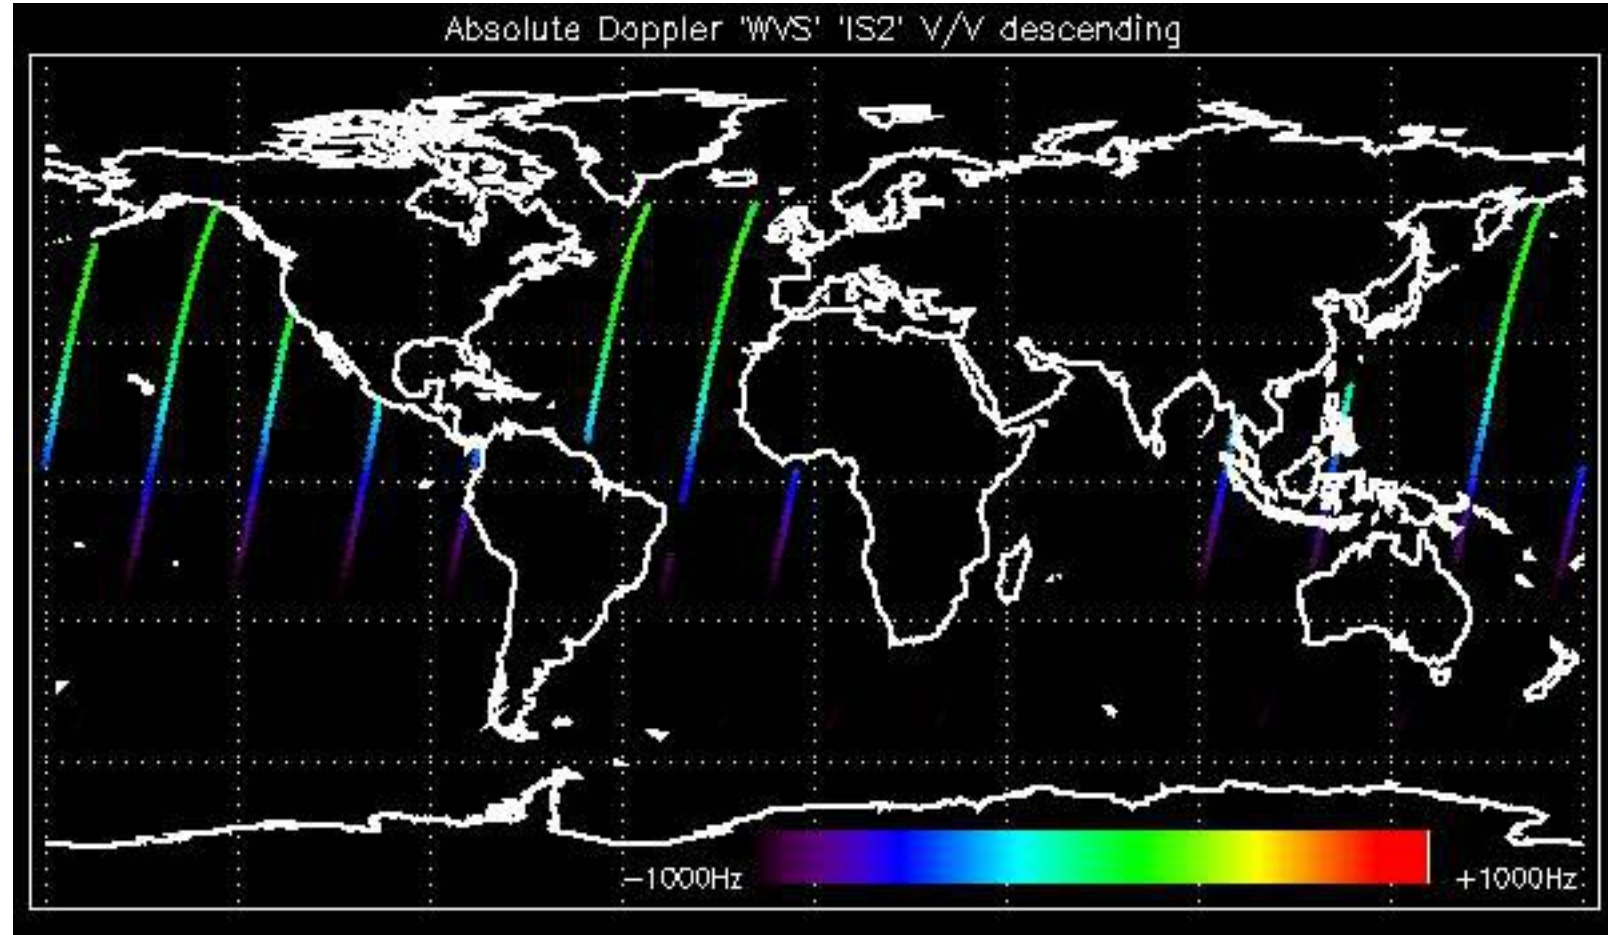 Absolute Doppler 'WVS' 'IS2' V/V descending
−1000Hz
+1000Hz